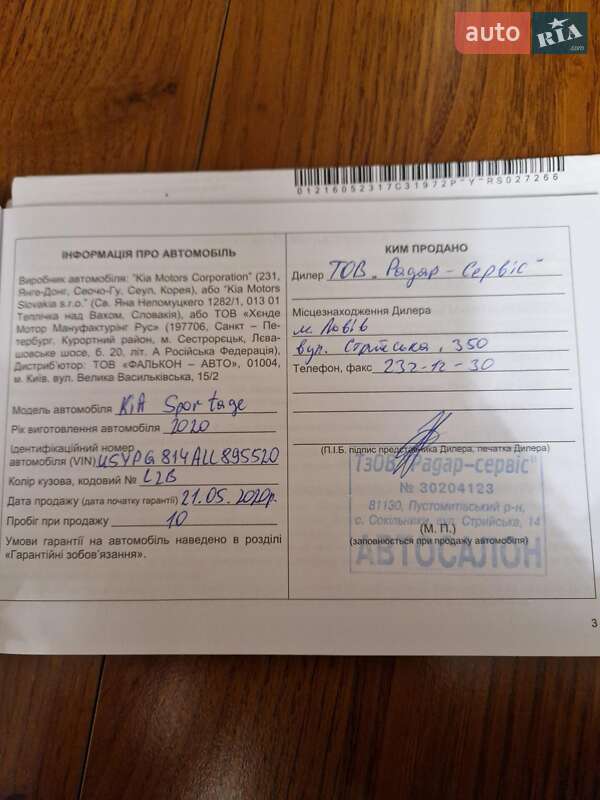 auto RIA .com
0121605 2317C31972P*Y*RS027266
ІНФОРМАЦІЯ ПРО АВТОМОБІЛЬ
Виробник автомобіля: "Kia Motors Corporation" (231,
Янге-Донг, Сеочо-Гу, Сеул, Корея), або "Kia Motors
Slovakia s.r.o." (Св. Яна Непомуцкего 1282/1, 013 01
Теплічка над Вахом, Словакія), або ТОВ «Хєнде
Мотор Мануфактурінг Рус» (197706, Санкт – Пе-
тербург, Курортний район, м. Сестрорецьк, Лєва-
шовське шосе, б. 20, літ. А Російська Федерація),
Дистриб'ютор: ТОВ «ФАЛЬКОН – АВТО», 01004,
м. Київ, вул. Велика Васильківська, 15/2
Модель автомобіля KIA Sportage
Рік виготовлення автомобіля 2020
Ідентифікаційний номер
автомобіля (VIN) U5YPG814ALL895520
Колір кузова, кодовий № L2B
Дата продажу (дата початку гарантії) 21.05.2020р.
Пробіг при продажу 10
Умови гарантії на автомобіль наведено в розділі
«Гарантійні зобов'язання».
КИМ ПРОДАНО
Дилер ТОВ „Радар-Сервіс"
Місцезнаходження Дилера
м. Львів
вул. Стрийська, 350
Телефон, факс 232-12-30
(П.І.Б. підпис представника Дилера, печатка Дилера)
ТзОВ "Радар-сервіс"
№ 30204123
81130, Пустомитівський р-н,
с. Сокільники, вул. Стрийська, 14
(М. П.)
(заповнюється при продажу автомобіля)
АВТОСАЛОН
3